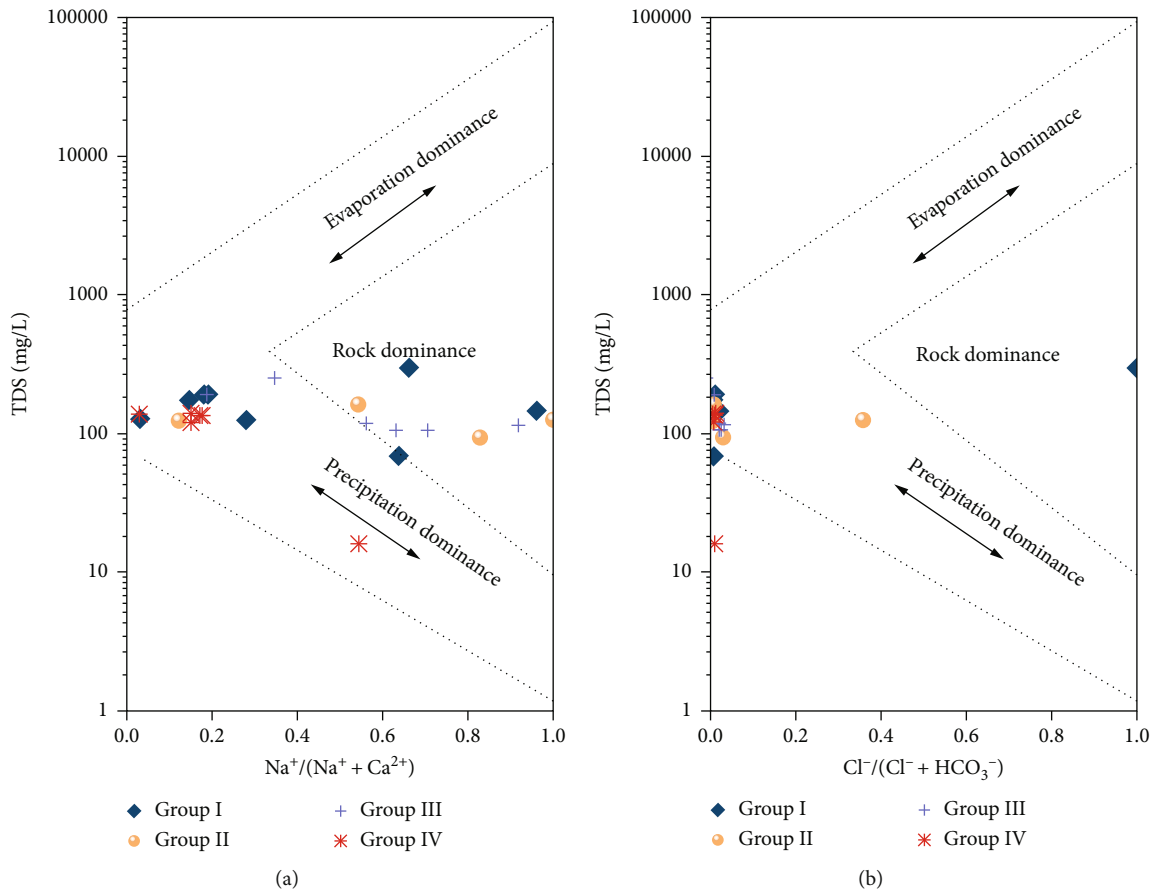 100000
10000
1000
100
10
1
TDS (mg/L)
Evaporation dominance
Rock dominance
Precipitation dominance
0.0 0.2 0.4 0.6 0.8 1.0
Na⁺/(Na⁺ + Ca²⁺)
Group I Group III
Group II Group IV
(a)
100000
10000
1000
100
10
1
TDS (mg/L)
Evaporation dominance
Rock dominance
Precipitation dominance
0.0 0.2 0.4 0.6 0.8 1.0
Cl⁻/(Cl⁻ + HCO₃⁻)
Group I Group III
Group II Group IV
(b)